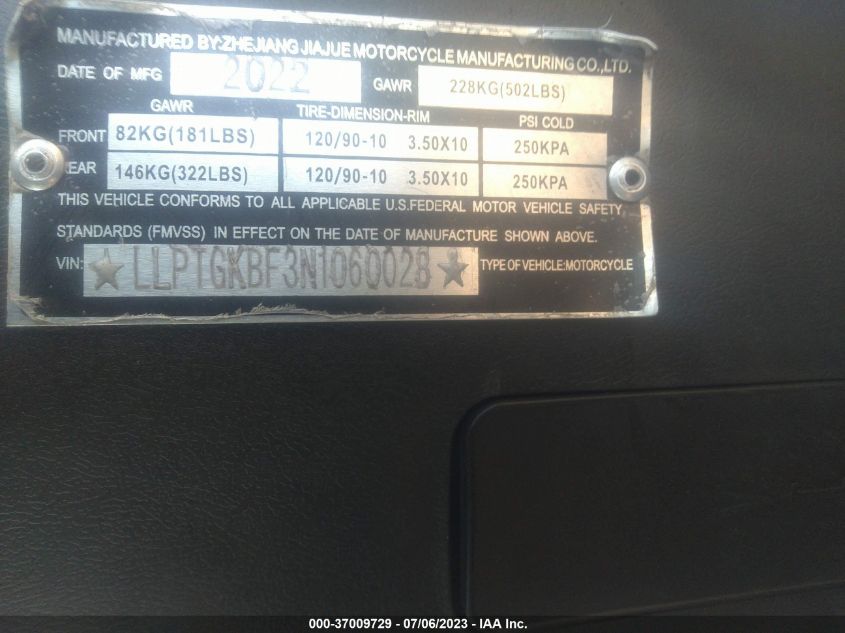 MANUFACTURED BY:ZHEJIANG JIAJUE MOTORCYCLE MANUFACTURING CO.,LTD.
DATE OF MFG 2022 GAWR 228KG(502LBS)
GAWR TIRE-DIMENSION-RIM PSI COLD
FRONT 82KG(181LBS) 120/90-10 3.50X10 250KPA
EAR 146KG(322LBS) 120/90-10 3.50X10 250KPA
THIS VEHICLE CONFORMS TO ALL APPLICABLE U.S.FEDERAL MOTOR VEHICLE SAFETY
STANDARDS (FMVSS) IN EFFECT ON THE DATE OF MANUFACTURE SHOWN ABOVE.
VIN: ★LLPTGKBF3N1060028★ TYPE OF VEHICLE:MOTORCYCLE
000-37009729 - 07/06/2023 - IAA Inc.